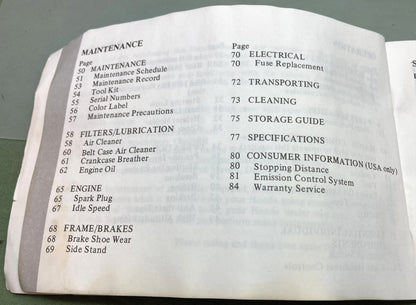 MAINTENANCE
Page
50 MAINTENANCE
51 Maintenance Schedule
53 Maintenance Record
54 Tool Kit
55 Serial Numbers
56 Color Label
57 Maintenance Precautions
58 FILTERS/LUBRICATION
58 Air Cleaner
60 Belt Case Air Cleaner
61 Crankcase Breather
62 Engine Oil
65 ENGINE
65 Spark Plug
67 Idle Speed
68 FRAME/BRAKES
68 Brake Shoe Wear
69 Side Stand
Page
70 ELECTRICAL
70 Fuse Replacement
72 TRANSPORTING
73 CLEANING
75 STORAGE GUIDE
77 SPECIFICATIONS
80 CONSUMER INFORMATION (USA only)
80 Stopping Distance
81 Emission Control System
84 Warranty Service